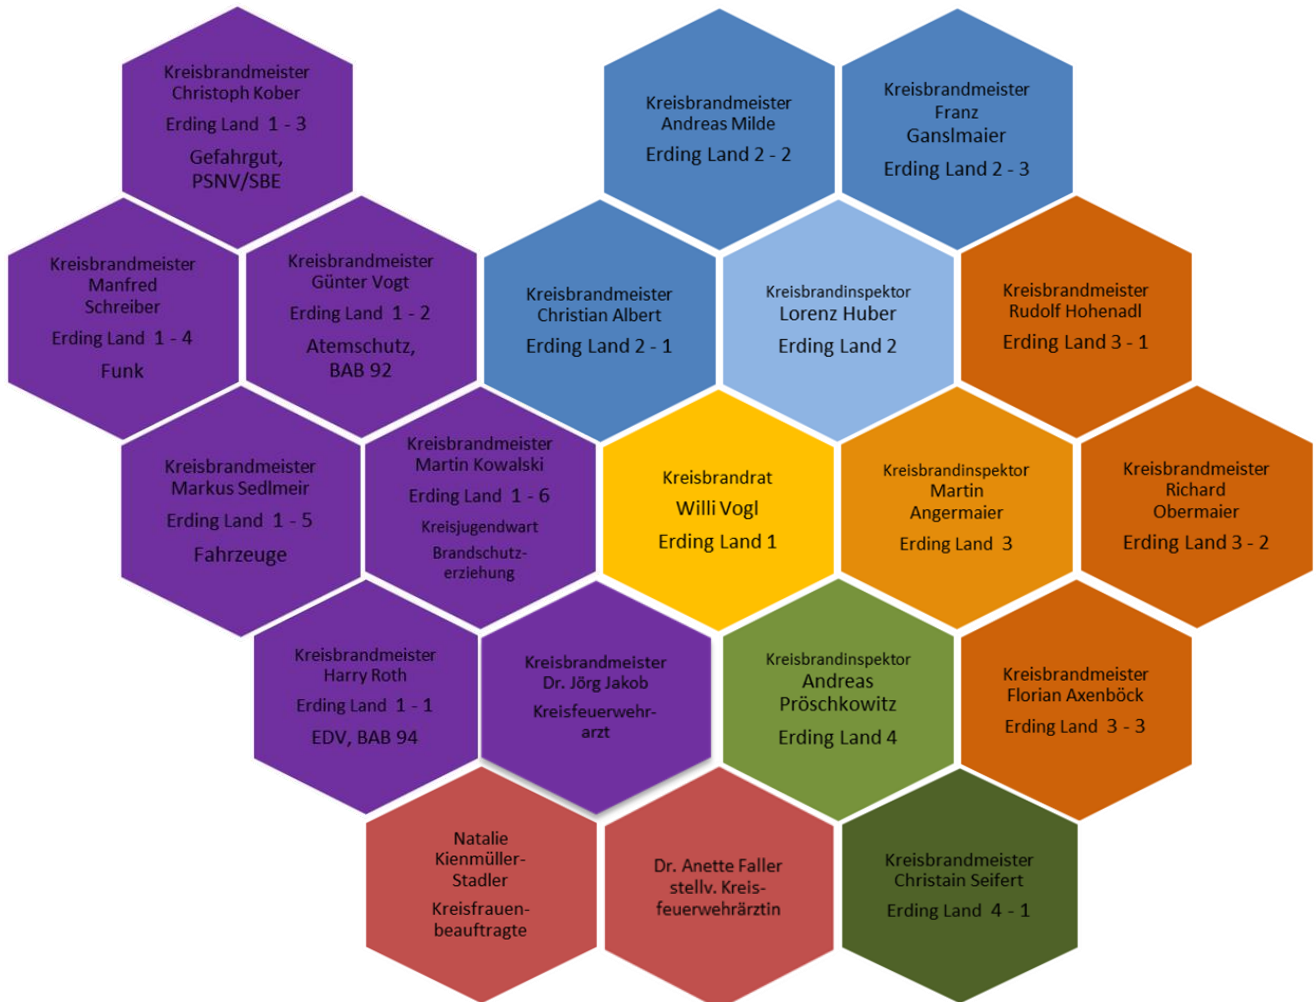 Kreisbrandmeister
Christoph Kober
Erding Land 1 - 3
Gefahrgut,
PSNV/SBE
Kreisbrandmeister
Andreas Milde
Erding Land 2 - 2
Kreisbrandmeister
Franz
Ganslmaier
Erding Land 2 - 3
Kreisbrandmeister
Manfred
Schreiber
Erding Land 1 - 4
Funk
Kreisbrandmeister
Günter Vogt
Erding Land 1 - 2
Atemschutz,
BAB 92
Kreisbrandmeister
Christian Albert
Erding Land 2 - 1
Kreisbrandinspektor
Lorenz Huber
Erding Land 2
Kreisbrandmeister
Rudolf Hohenadl
Erding Land 3 - 1
Kreisbrandmeister
Markus Sedlmeir
Erding Land 1 - 5
Fahrzeuge
Kreisbrandmeister
Martin Kowalski
Erding Land 1 - 6
Kreisjugendwart
Brandschutz-
erziehung
Kreisbrandrat
Willi Vogl
Erding Land 1
Kreisbrandinspektor
Martin
Angermaier
Erding Land 3
Kreisbrandmeister
Richard
Obermaier
Erding Land 3 - 2
Kreisbrandmeister
Harry Roth
Erding Land 1 - 1
EDV, BAB 94
Kreisbrandmeister
Dr. Jörg Jakob
Kreisfeuerwehr-
arzt
Kreisbrandinspektor
Andreas
Pröschkowitz
Erding Land 4
Kreisbrandmeister
Florian Axenböck
Erding Land 3 - 3
Natalie
Kienmüller-
Stadler
Kreisfrauen-
beauftragte
Dr. Anette Faller
stellv. Kreis-
feuerwehrärztin
Kreisbrandmeister
Christain Seifert
Erding Land 4 - 1